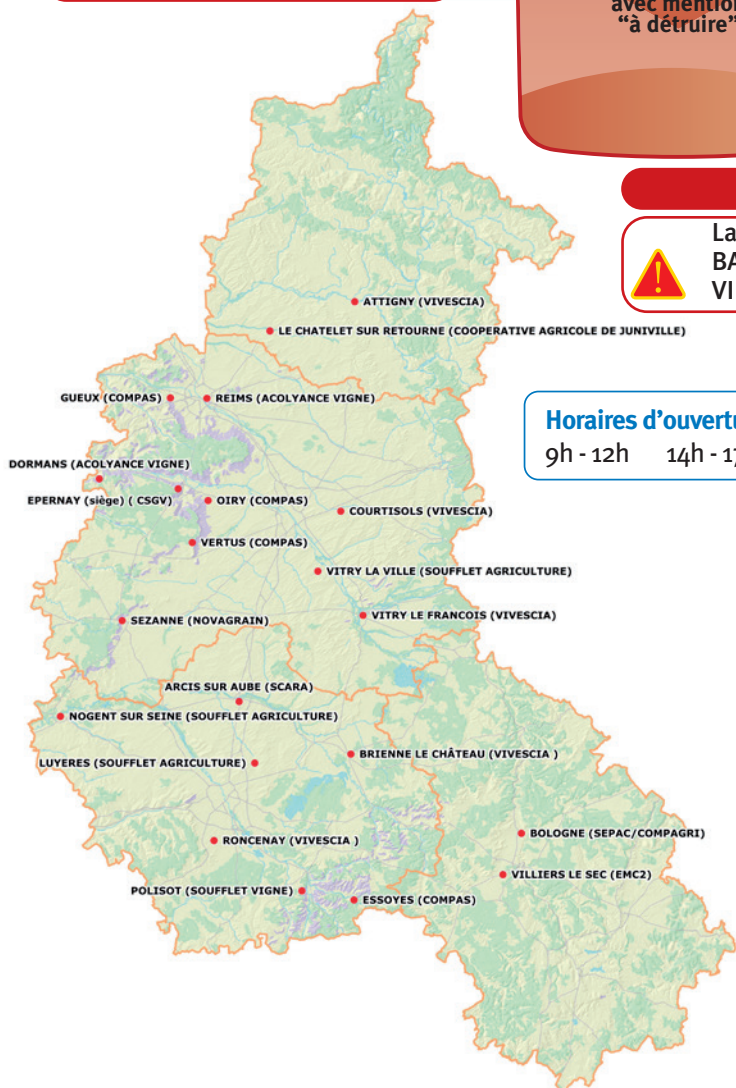 avec mention
“à détruire”
La
BA
VI
ATTIGNY (VIVESCIA)
LE CHATELET SUR RETOURNE (COOPERATIVE AGRICOLE DE JUNIVILLE)
GUEUX (COMPAS)
REIMS (ACOLYANCE VIGNE)
Horaires d’ouvertu
9h - 12h 14h - 17
DORMANS (ACOLYANCE VIGNE)
EPERNAY (siège) ( CSGV)
OIRY (COMPAS)
COURTISOLS (VIVESCIA)
VERTUS (COMPAS)
VITRY LA VILLE (SOUFFLET AGRICULTURE)
SEZANNE (NOVAGRAIN)
VITRY LE FRANCOIS (VIVESCIA)
ARCIS SUR AUBE (SCARA)
NOGENT SUR SEINE (SOUFFLET AGRICULTURE)
LUYERES (SOUFFLET AGRICULTURE)
BRIENNE LE CHÂTEAU (VIVESCIA )
BOLOGNE (SEPAC/COMPAGRI)
RONCENAY (VIVESCIA )
VILLIERS LE SEC (EMC2)
POLISOT (SOUFFLET VIGNE)
ESSOYES (COMPAS)